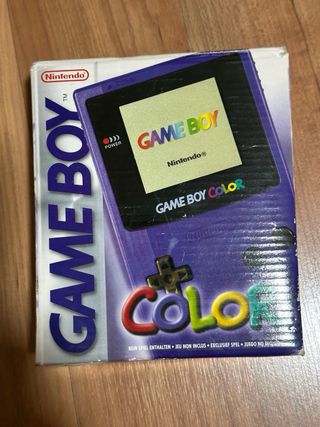 Nintendo
GAME BOY
TM
POWER
GAME BOY
Nintendo®
GAME BOY COLOR
COLOR
KEIN SPIEL ENTHALTEN • JEU NON INCLUS • EXCLUSIEF SPEL • JUEGO NO